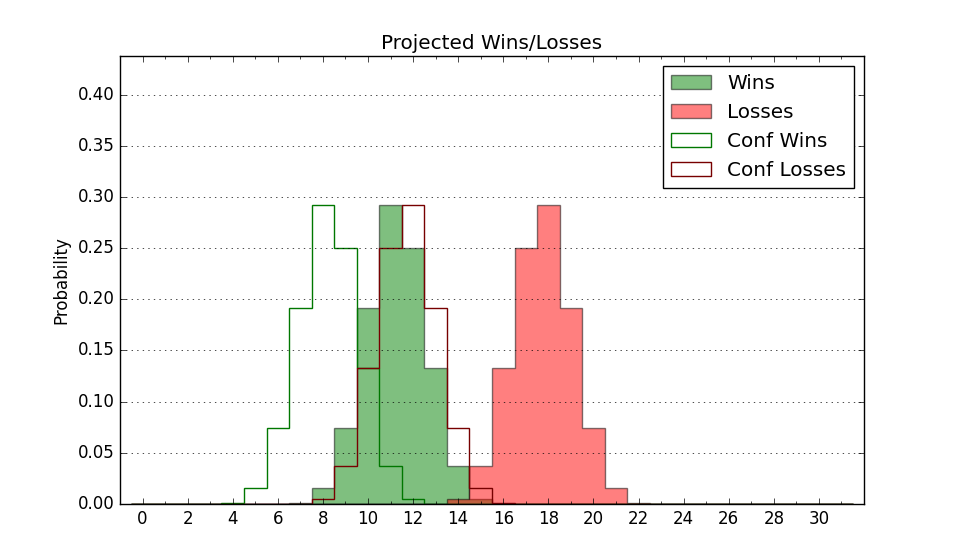 Projected Wins/Losses
Wins
Losses
Conf Wins
Conf Losses
Probability
0.40
0.35
0.30
0.25
0.20
0.15
0.10
0.05
0.00
0 2 4 6 8 10 12 14 16 18 20 22 24 26 28 30